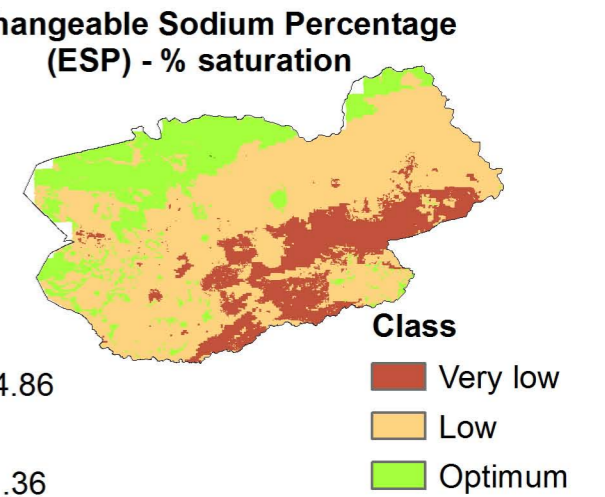 hangeable Sodium Percentage
(ESP) - % saturation
Class
Very low
4.86
Low
.36
Optimum